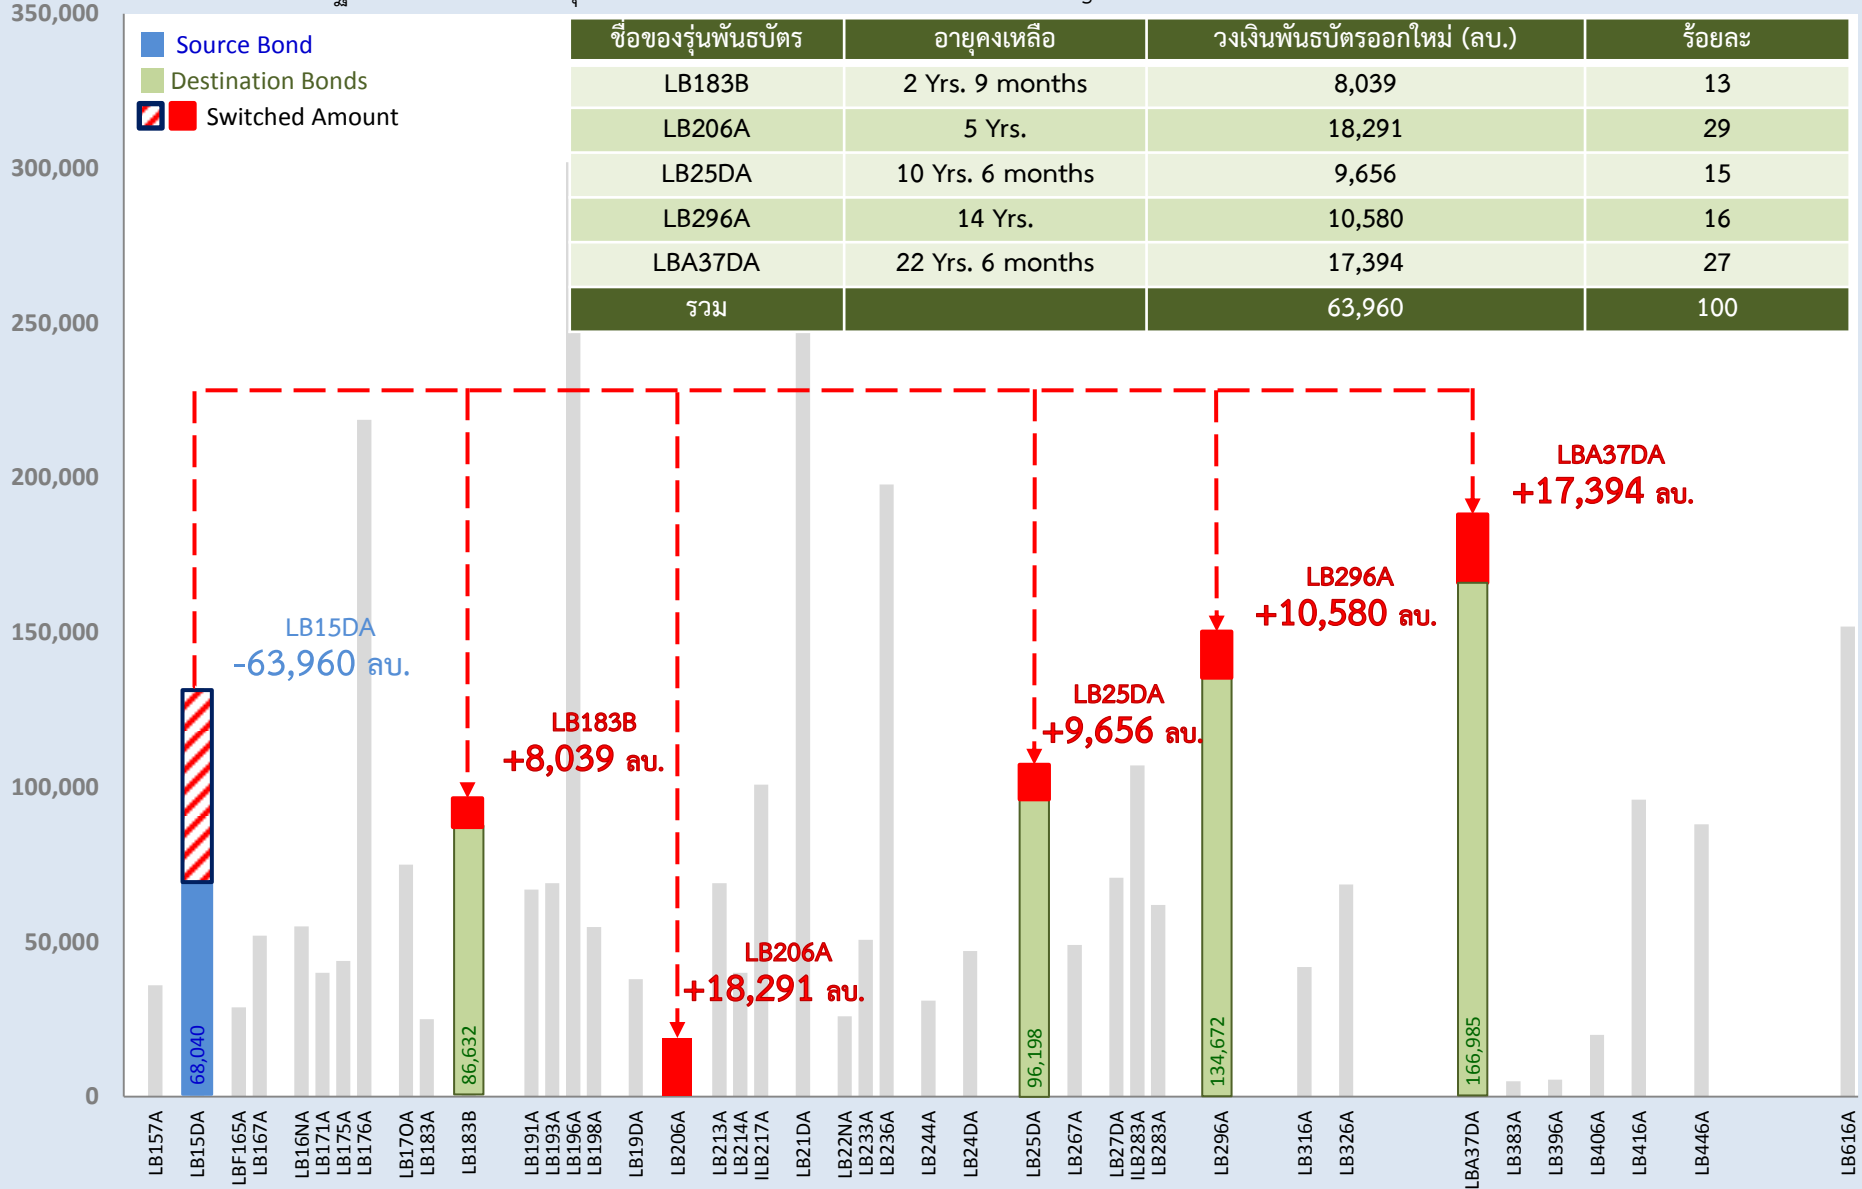 350,000
300,000
250,000
200,000
150,000
100,000
50,000
0
Source Bond
Destination Bonds
Switched Amount
ชื่อของรุ่นพันธบัตร อายุคงเหลือ วงเงินพันธบัตรออกใหม่ (ลบ.) ร้อยละ
LB183B 2 Yrs. 9 months 8,039 13
LB206A 5 Yrs. 18,291 29
LB25DA 10 Yrs. 6 months 9,656 15
LB296A 14 Yrs. 10,580 16
LBA37DA 22 Yrs. 6 months 17,394 27
รวม 63,960 100
LB15DA
-63,960 ลบ.
LB183B
+8,039 ลบ.
LB206A
+18,291 ลบ.
LB25DA
+9,656 ลบ.
LB296A
+10,580 ลบ.
LBA37DA
+17,394 ลบ.
68,040
86,632
96,198
134,672
166,985
LB157A
LB15DA
LBF165A
LB167A
LB16NA
LB171A
LB175A
LB176A
LB17OA
LB183A
LB183B
LB191A
LB193A
LB196A
LB198A
LB19DA
LB206A
LB213A
LB214A
ILB217A
LB21DA
LB22NA
LB233A
LB236A
LB244A
LB24DA
LB25DA
LB267A
LB27DA
ILB283A
LB283A
LB296A
LB316A
LB326A
LBA37DA
LB383A
LB396A
LB406A
LB416A
LB446A
LB616A